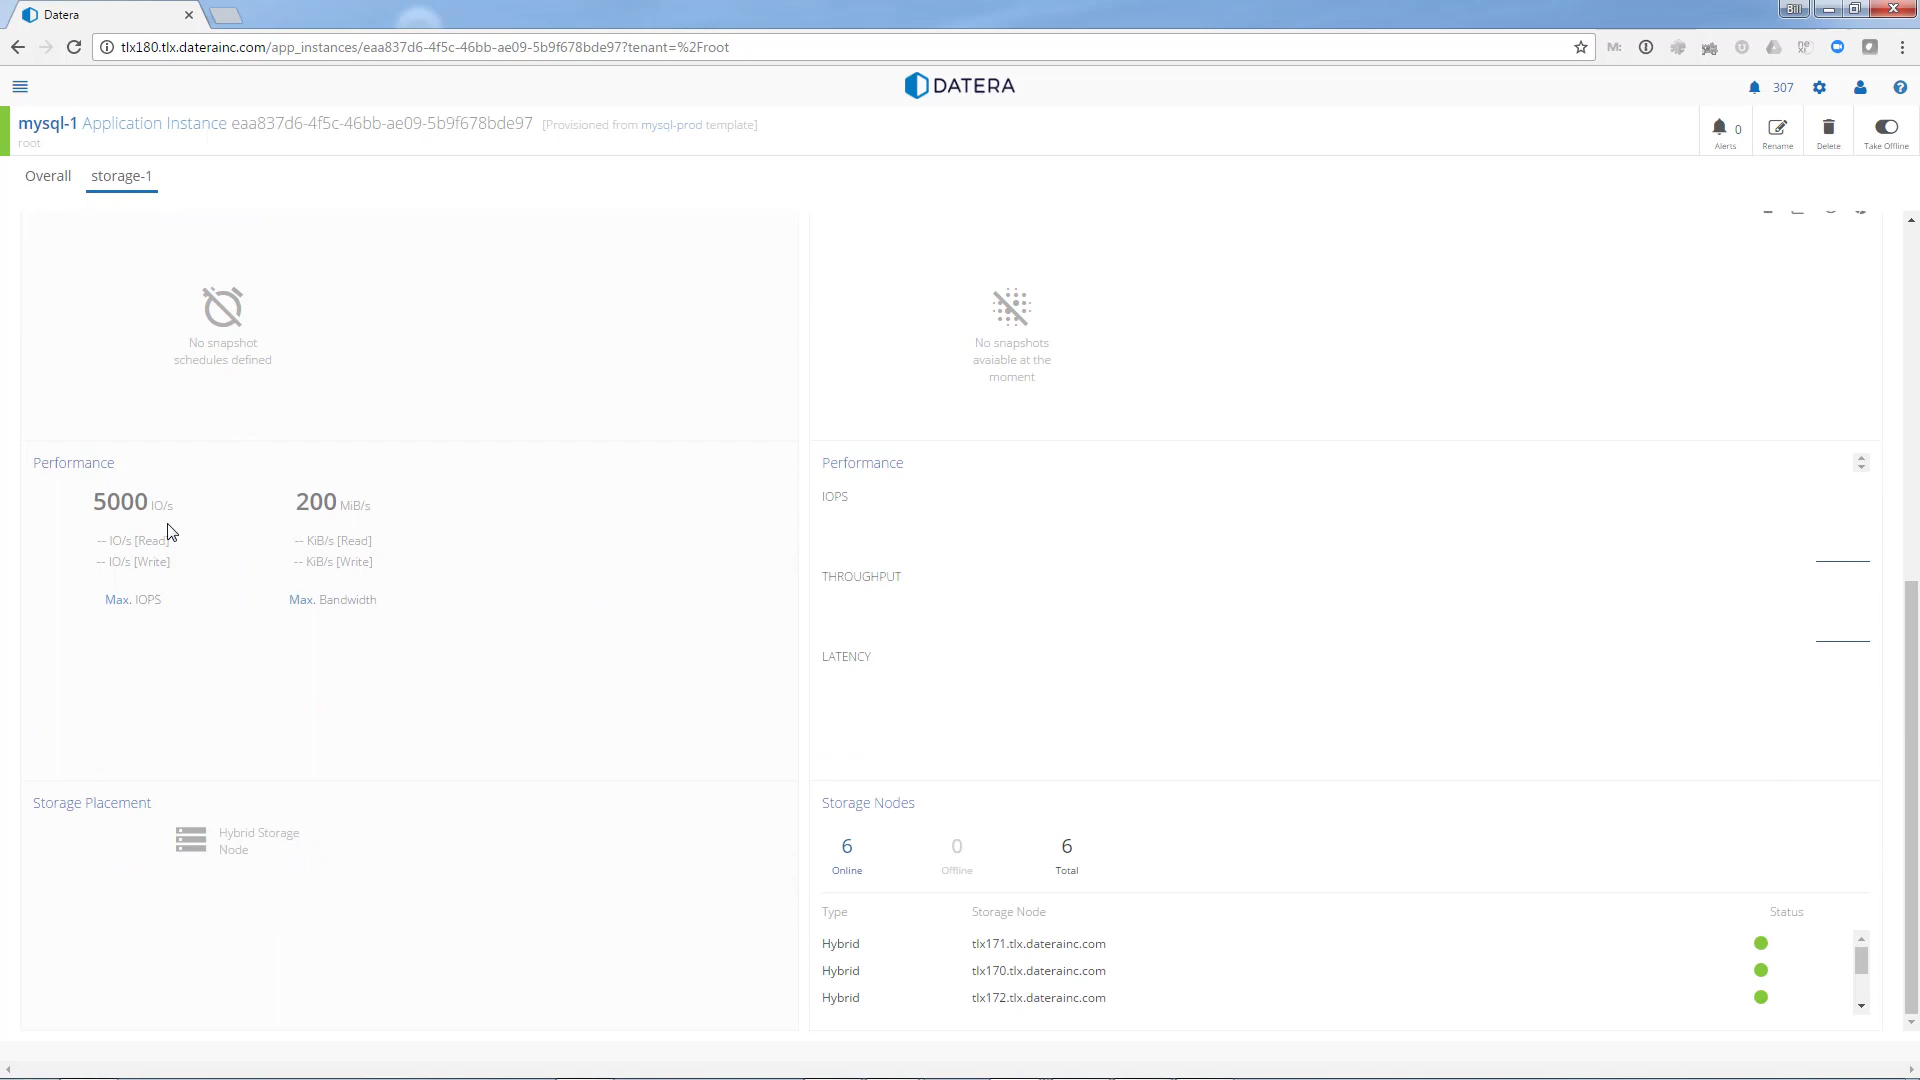 Datera
Bill
tlx180.tlx.daterainc.com/app_instances/eaa837d6-4f5c-46bb-ae09-5b9f678bde97?tenant=%2Froot
DATERA
307
mysql-1 Application Instance eaa837d6-4f5c-46bb-ae09-5b9f678bde97 [Provisioned from mysql-prod template]
root
0
Alerts
Rename
Delete
Take Offline
Overall
storage-1
No snapshot
schedules defined
No snapshots
avaiable at the
moment
Performance
5000 IO/s
200 MiB/s
-- IO/s [Read]
-- KiB/s [Read]
-- IO/s [Write]
-- KiB/s [Write]
Max. IOPS
Max. Bandwidth
Performance
IOPS
THROUGHPUT
LATENCY
Storage Placement
Hybrid Storage
Node
Storage Nodes
6
0
6
Online
Offline
Total
Type
Storage Node
Status
Hybrid
tlx171.tlx.daterainc.com
Hybrid
tlx170.tlx.daterainc.com
Hybrid
tlx172.tlx.daterainc.com